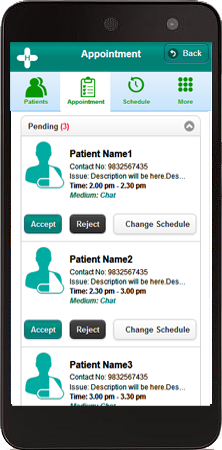 H
Appointment
Back
Patients
Appointment
Schedule
More
Pending (3)
Patient Name1
Contact No: 9832567435
Issue: Description will be here.Des...
Time: 2.00 pm - 2.30 pm
Medium: Chat
Accept
Reject
Change Schedule
Patient Name2
Contact No: 9832567435
Issue: Description will be here.Des...
Time: 2.30 pm - 3.00 pm
Medium: Chat
Accept
Reject
Change Schedule
Patient Name3
Contact No: 9832567435
Issue: Description will be here.Des...
Time: 3.00 pm - 3.30 pm
Medium: Chat